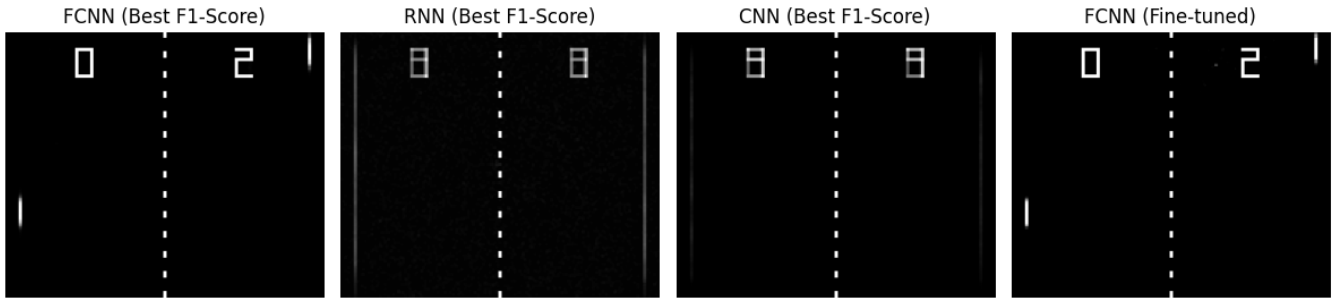 FCNN (Best F1-Score)
0 2
RNN (Best F1-Score)
CNN (Best F1-Score)
FCNN (Fine-tuned)
0 2